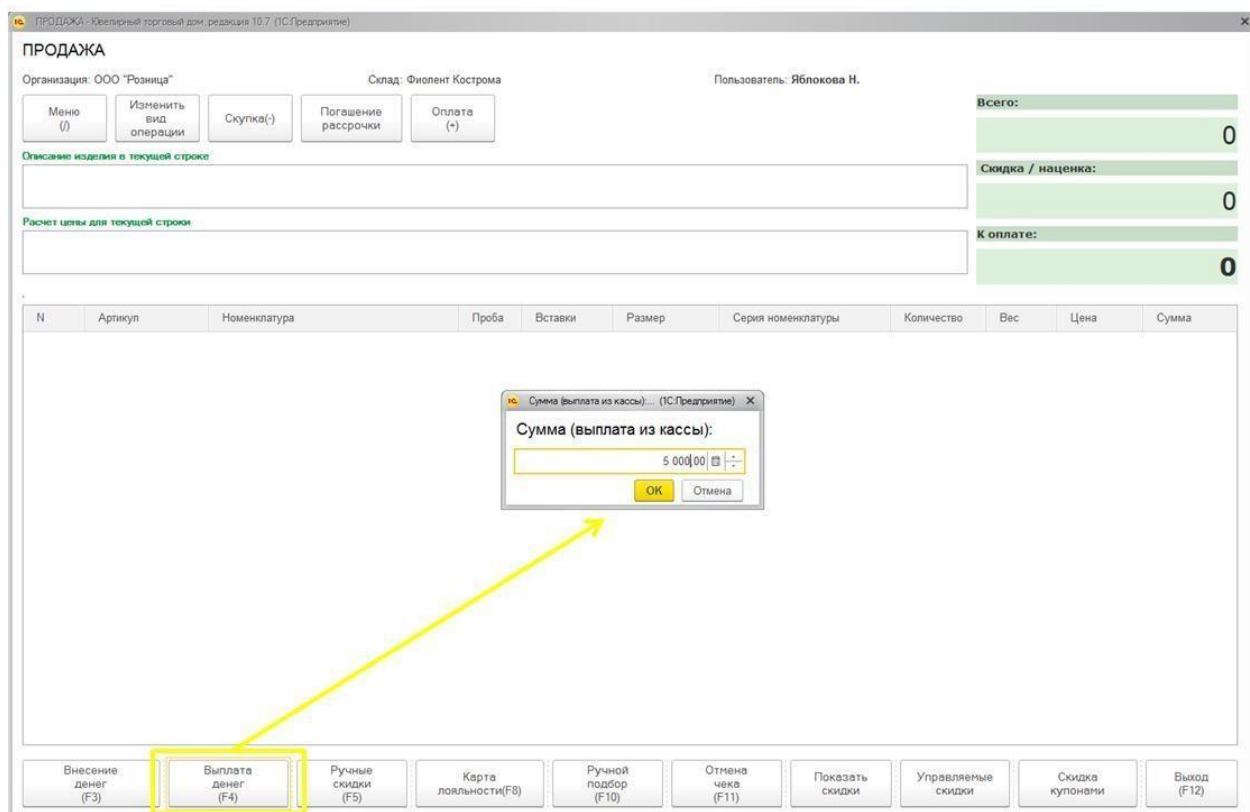 ПРОДАЖА - Ювелирный торговый дом, редакция 10.7 (1С:Предприятие)
ПРОДАЖА
Организация: ООО "Розница" Склад: Фиолент Кострома Пользователь: Яблокова Н.
Меню
(/)
Изменить
вид
операции
Скупка(-)
Погашение
рассрочки
Оплата
(+)
Всего:
0
Описание изделия в текущей строке
Скидка / наценка:
0
Расчет цены для текущей строки
К оплате:
0
N Артикул Номенклатура Проба Вставки Размер Серия номенклатуры Количество Вес Цена Сумма
1С Сумма (выплата из кассы):... (1С:Предприятие)
Сумма (выплата из кассы):
5 000,00
OK Отмена
Внесение
денег
(F3)
Выплата
денег
(F4)
Ручные
скидки
(F5)
Карта
лояльности(F8)
Ручной
подбор
(F10)
Отмена
чека
(F11)
Показать
скидки
Управляемые
скидки
Скидка
купонами
Выход
(F12)